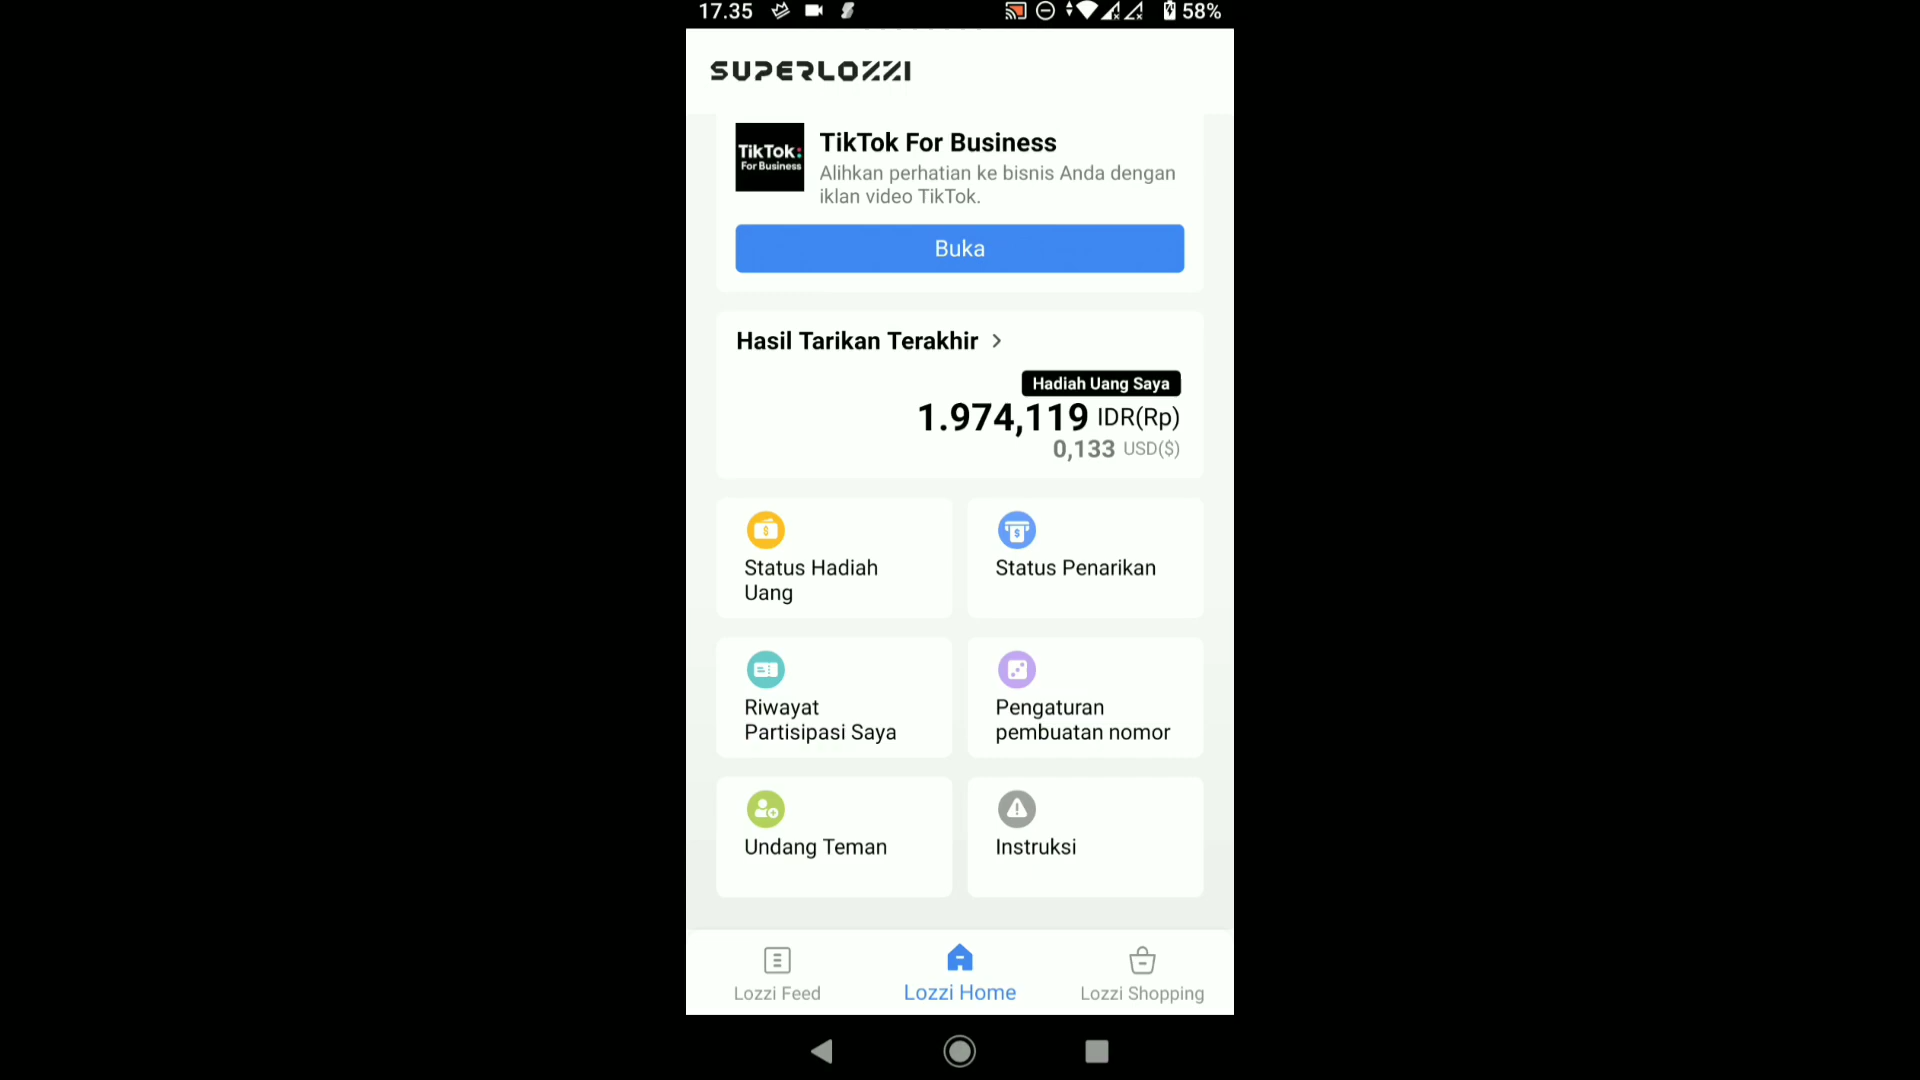 17.35
58%
SUPERLOZZI
TikTok:
For Business
TikTok For Business
Alihkan perhatian ke bisnis Anda dengan
iklan video TikTok.
Buka
Hasil Tarikan Terakhir
Hadiah Uang Saya
1.974,119 IDR(Rp)
0,133 USD($)
Status Hadiah
Uang
Status Penarikan
Riwayat
Partisipasi Saya
Pengaturan
pembuatan nomor
Undang Teman
Instruksi
Lozzi Feed
Lozzi Home
Lozzi Shopping